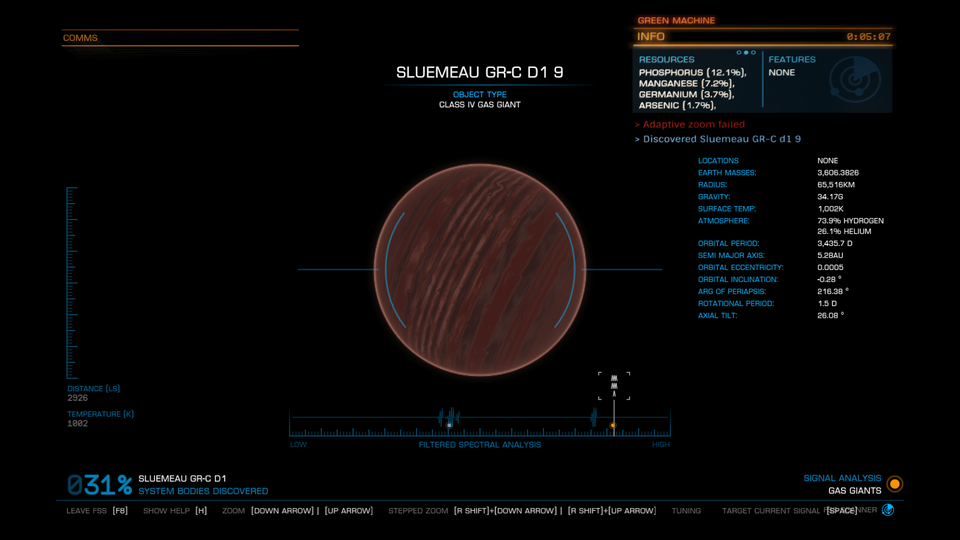 COMMS
GREEN MACHINE
INFO 0:05:07
RESOURCES
PHOSPHORUS (12.1%),
MANGANESE (7.2%),
GERMANIUM (3.7%),
ARSENIC (1.7%),
FEATURES
NONE
> Adaptive zoom failed
> Discovered Sluemeau GR-C d1 9
SLUEMEAU GR-C D1 9
OBJECT TYPE
CLASS IV GAS GIANT
LOCATIONS NONE
EARTH MASSES: 3,606.3826
RADIUS: 65,516KM
GRAVITY: 34.17G
SURFACE TEMP: 1,002K
ATMOSPHERE: 73.9% HYDROGEN
26.1% HELIUM
ORBITAL PERIOD: 3,435.7 D
SEMI MAJOR AXIS: 5.28AU
ORBITAL ECCENTRICITY: 0.0005
ORBITAL INCLINATION: -0.28 °
ARG OF PERIAPSIS: 216.38 °
ROTATIONAL PERIOD: 1.5 D
AXIAL TILT: 26.08 °
DISTANCE (LS)
2926
TEMPERATURE (K)
1002
LOW FILTERED SPECTRAL ANALYSIS HIGH
031% SLUEMEAU GR-C D1
SYSTEM BODIES DISCOVERED
SIGNAL ANALYSIS
GAS GIANTS
LEAVE FSS [F8] SHOW HELP [H] ZOOM [DOWN ARROW] | [UP ARROW] STEPPED ZOOM [R SHIFT]+[DOWN ARROW] | [R SHIFT]+[UP ARROW] TUNING TARGET CURRENT SIGNAL [SPACE]